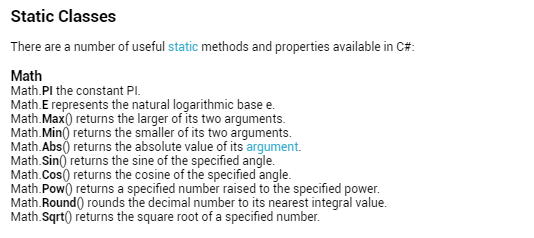 Static Classes
There are a number of useful static methods and properties available in C#:
Math
Math.PI the constant PI.
Math.E represents the natural logarithmic base e.
Math.Max() returns the larger of its two arguments.
Math.Min() returns the smaller of its two arguments.
Math.Abs() returns the absolute value of its argument.
Math.Sin() returns the sine of the specified angle.
Math.Cos() returns the cosine of the specified angle.
Math.Pow() returns a specified number raised to the specified power.
Math.Round() rounds the decimal number to its nearest integral value.
Math.Sqrt() returns the square root of a specified number.